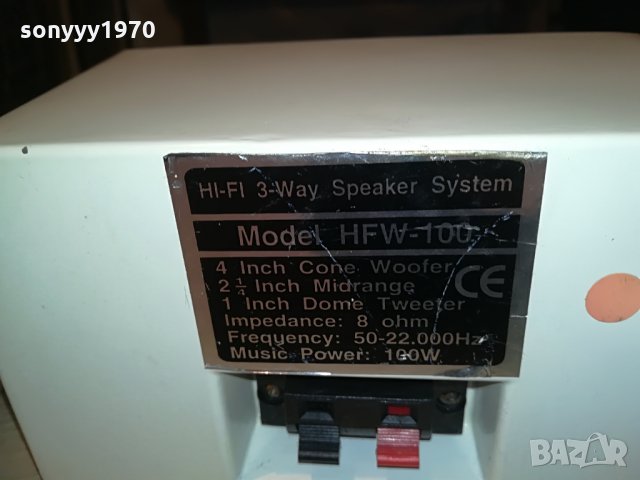 sonyyy1970
HI-FI 3-Way Speaker System
Model HFW-100
4 Inch Cone Woofer
2 1/4 Inch Midrange
1 Inch Dome Tweeter
CE
Impedance: 8 ohm
Frequency: 50-22.000Hz
Music Power: 100W
BAZAR.bg